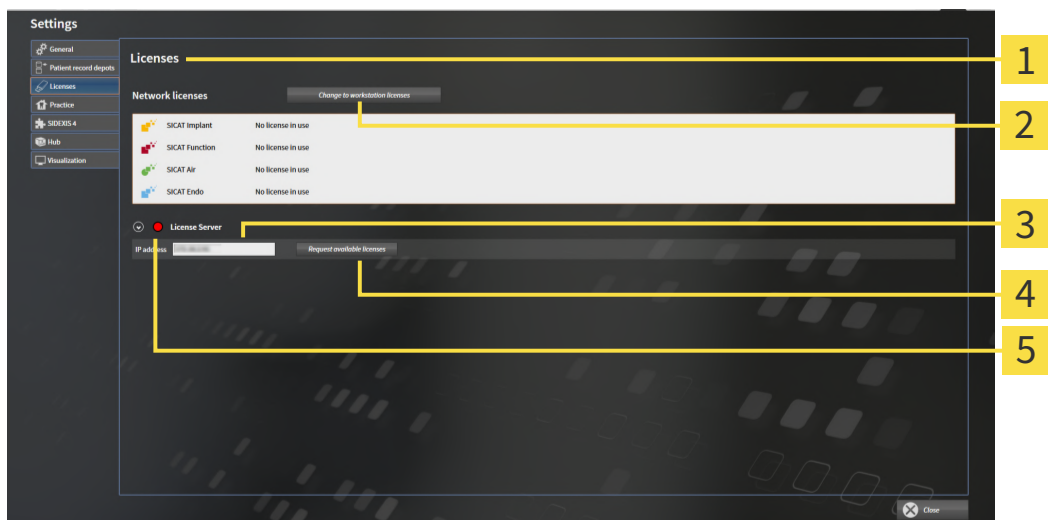 Settings
General
Patient record depots
Licenses
Practice
SIDEXIS 4
Hub
Visualization
Licenses
1
Network licenses
Change to workstation licenses
2
SICAT Implant No license in use
SICAT Function No license in use
SICAT Air No license in use
SICAT Endo No license in use
License Server
3
IP address
Request available licenses
4
5
Close